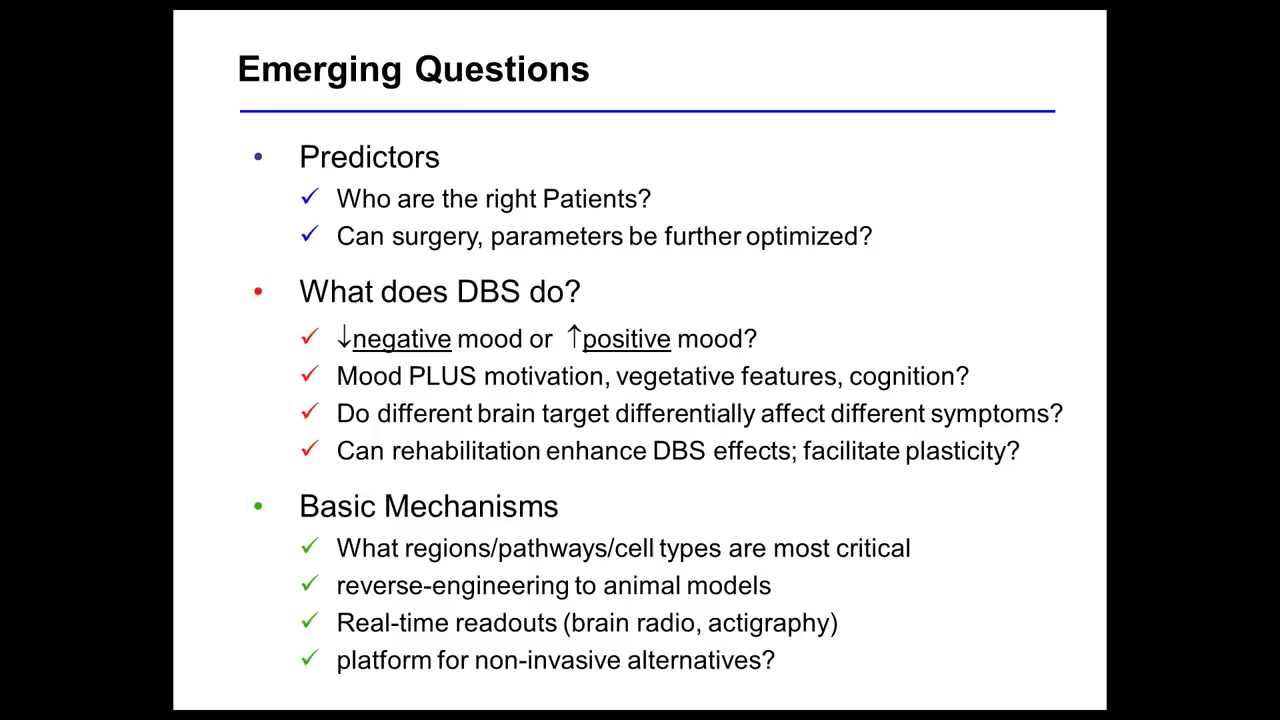 Emerging Questions
• Predictors
✓ Who are the right Patients?
✓ Can surgery, parameters be further optimized?
• What does DBS do?
✓ ↓negative mood or ↑positive mood?
✓ Mood PLUS motivation, vegetative features, cognition?
✓ Do different brain target differentially affect different symptoms?
✓ Can rehabilitation enhance DBS effects; facilitate plasticity?
• Basic Mechanisms
✓ What regions/pathways/cell types are most critical
✓ reverse-engineering to animal models
✓ Real-time readouts (brain radio, actigraphy)
✓ platform for non-invasive alternatives?